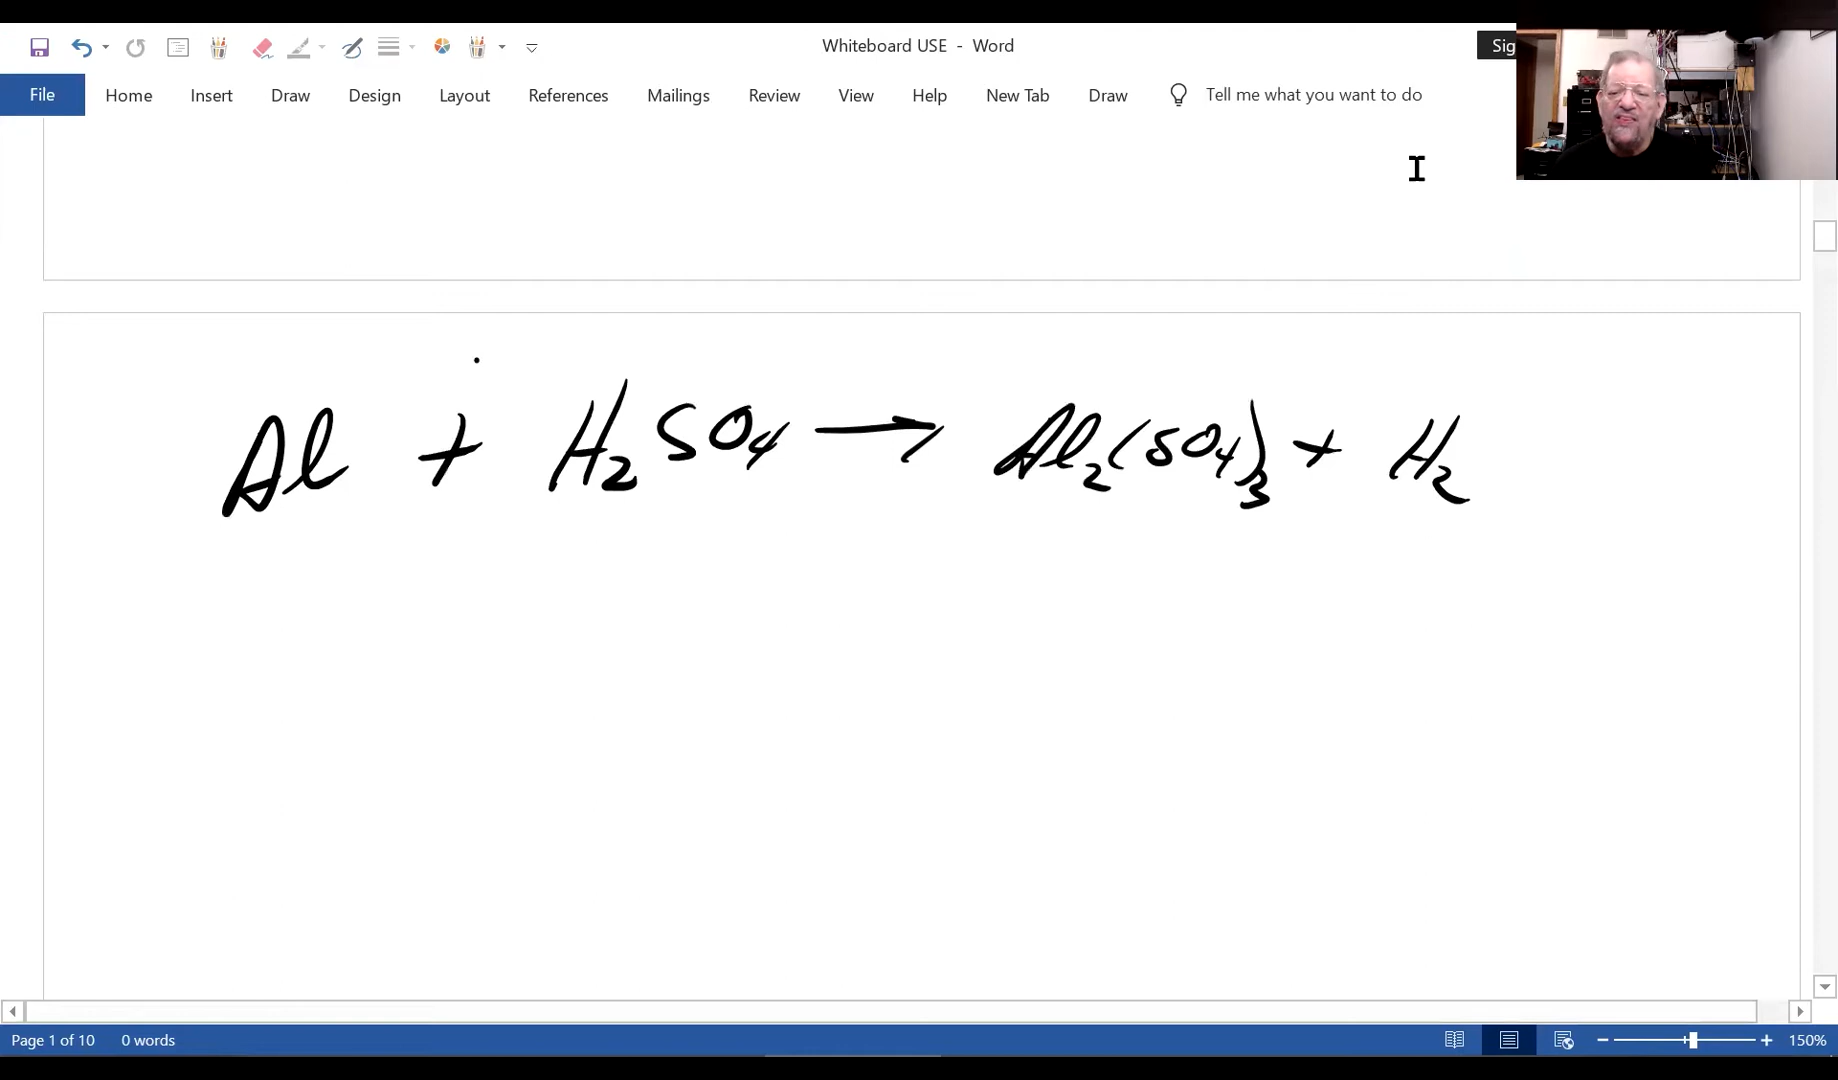 Whiteboard USE - Word
Sig
File Home Insert Draw Design Layout References Mailings Review View Help New Tab Draw Tell me what you want to do
Al + H₂SO₄ → Al₂(SO₄)₃ + H₂
Page 1 of 10 0 words 150%